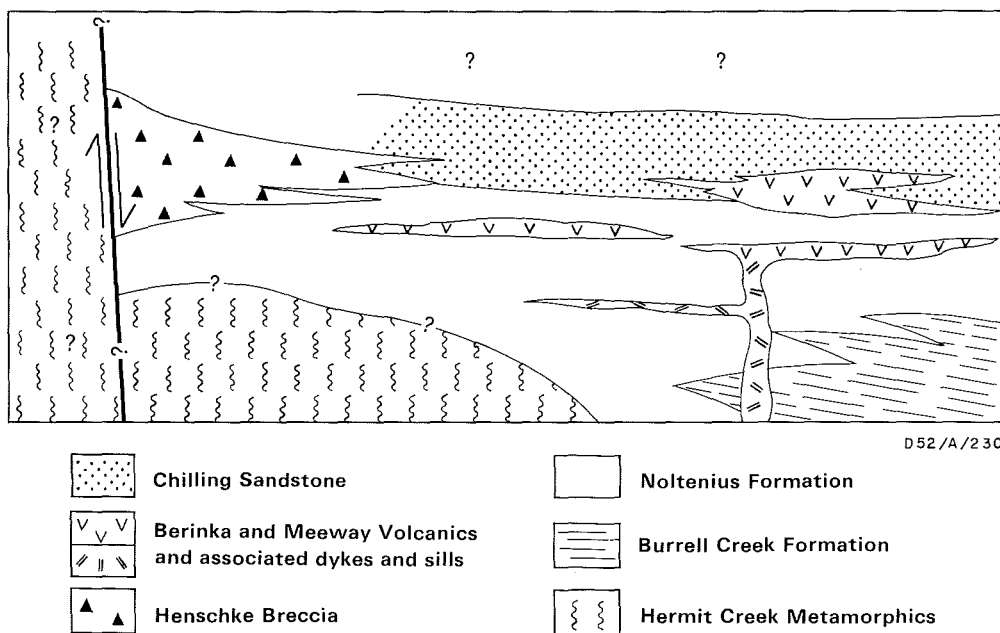 ?
? ?
?
?
?
? ?
D52/A/230
Chilling Sandstone
Noltenius Formation
Berinka and Meeway Volcanics
and associated dykes and sills
Burrell Creek Formation
Henschke Breccia
Hermit Creek Metamorphics